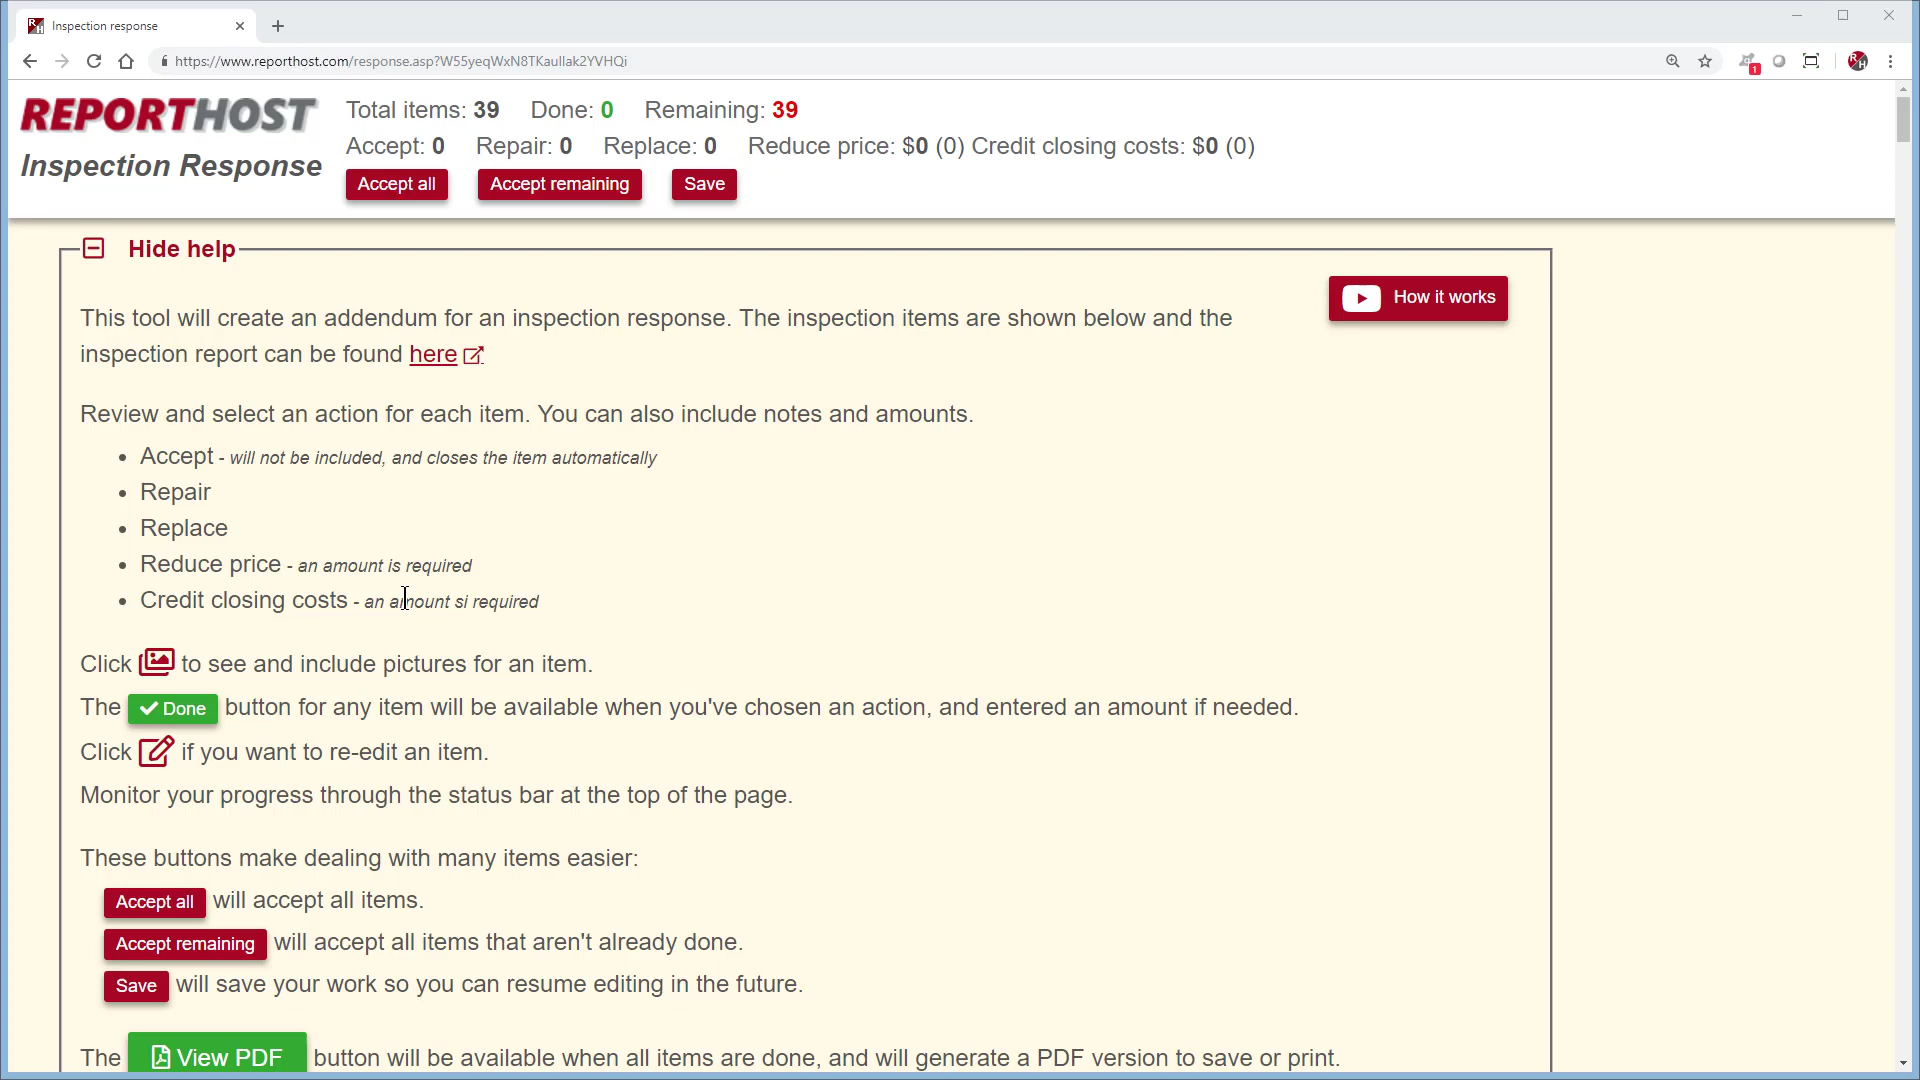 Inspection response
https://www.reporthost.com/response.asp?W55yeqWxN8TKaullak2YVHQi
1
REPORTHOST
Inspection Response
Total items: 39 Done: 0 Remaining: 39
Accept: 0 Repair: 0 Replace: 0 Reduce price: $0 (0) Credit closing costs: $0 (0)
Accept all Accept remaining Save
Hide help
How it works
This tool will create an addendum for an inspection response. The inspection items are shown below and the
inspection report can be found here
Review and select an action for each item. You can also include notes and amounts.
• Accept - will not be included, and closes the item automatically
• Repair
• Replace
• Reduce price - an amount is required
• Credit closing costs - an amount si required
Click to see and include pictures for an item.
The Done button for any item will be available when you've chosen an action, and entered an amount if needed.
Click if you want to re-edit an item.
Monitor your progress through the status bar at the top of the page.
These buttons make dealing with many items easier:
Accept all will accept all items.
Accept remaining will accept all items that aren't already done.
Save will save your work so you can resume editing in the future.
The View PDF button will be available when all items are done, and will generate a PDF version to save or print.